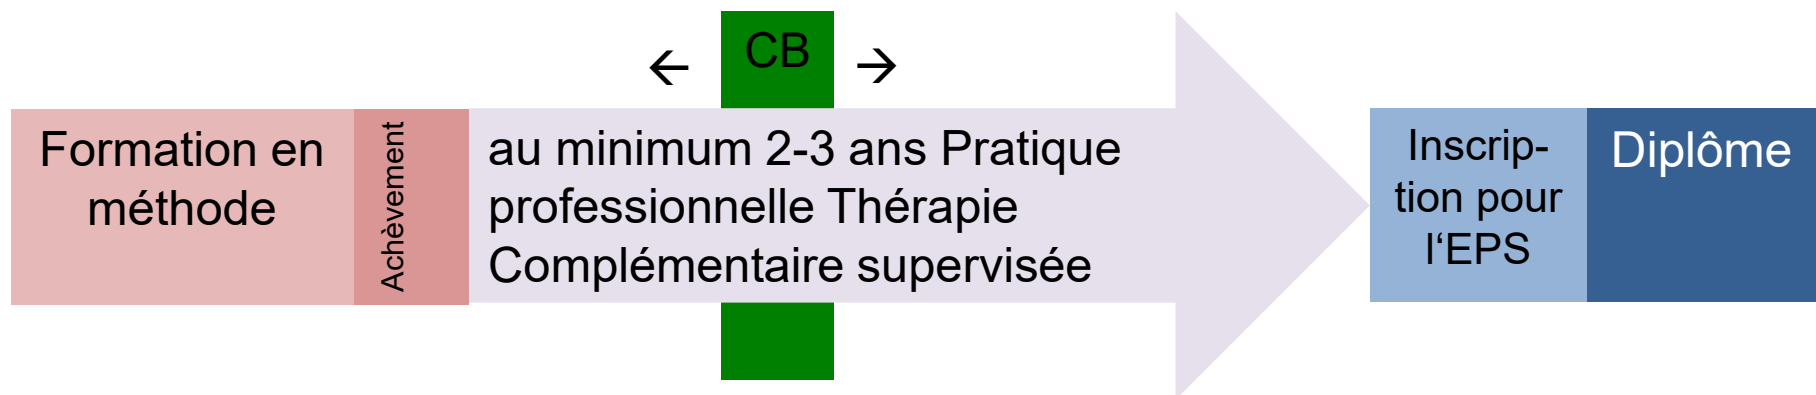 ← CB →
Formation en
méthode
Achèvement
au minimum 2-3 ans Pratique
professionnelle Thérapie
Complémentaire supervisée
Inscrip-
tion pour
l‘EPS
Diplôme